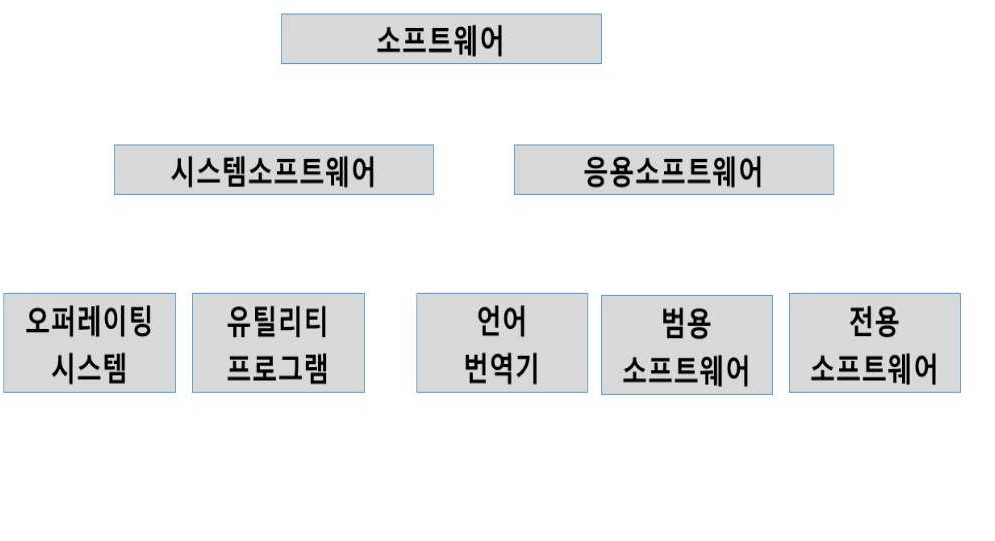 소프트웨어
시스템소프트웨어
응용소프트웨어
오퍼레이팅
시스템
유틸리티
프로그램
언어
번역기
범용
소프트웨어
전용
소프트웨어